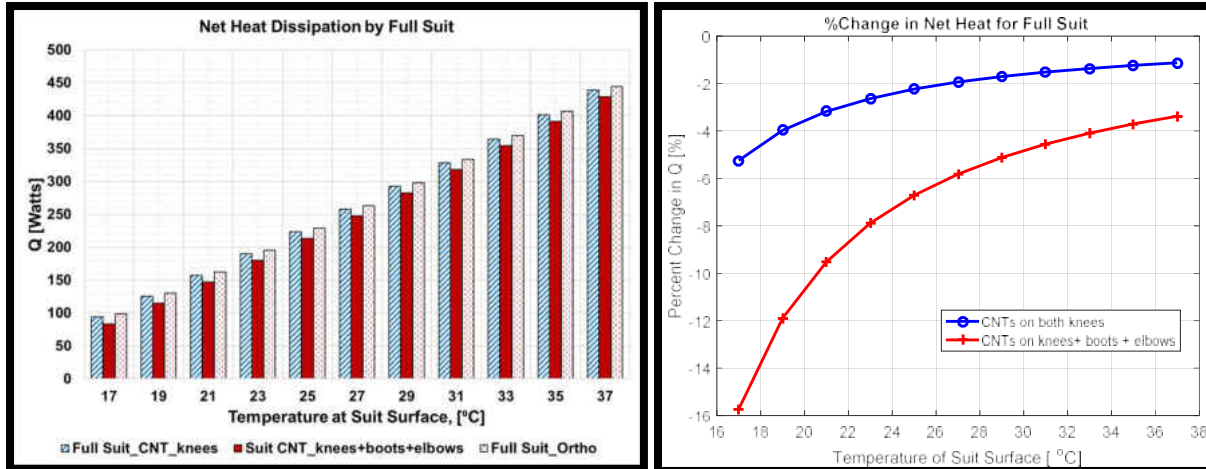 Net Heat Dissipation by Full Suit
500
450
400
350
300
250
200
150
100
50
0
Q [Watts]
17 19 21 23 25 27 29 31 33 35 37
Temperature at Suit Surface, [ºC]
Full Suit_CNT_knees Suit CNT_knees+boots+elbows Full Suit_Ortho
%Change in Net Heat for Full Suit
0
-2
-4
-6
-8
-10
-12
-14
-16
Percent Change in Q [%]
CNTs on both knees
CNTs on knees+ boots + elbows
16 18 20 22 24 26 28 30 32 34 36 38
Temperature of Suit Surface [ °C]